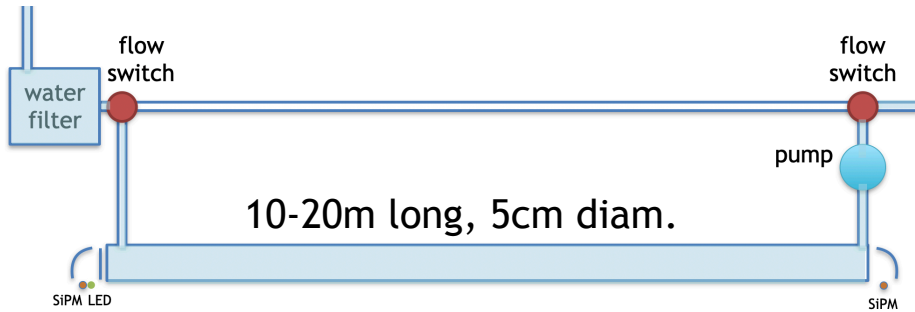 flow
switch
flow
switch
water
filter
pump
10-20m long, 5cm diam.
SiPM LED
SiPM